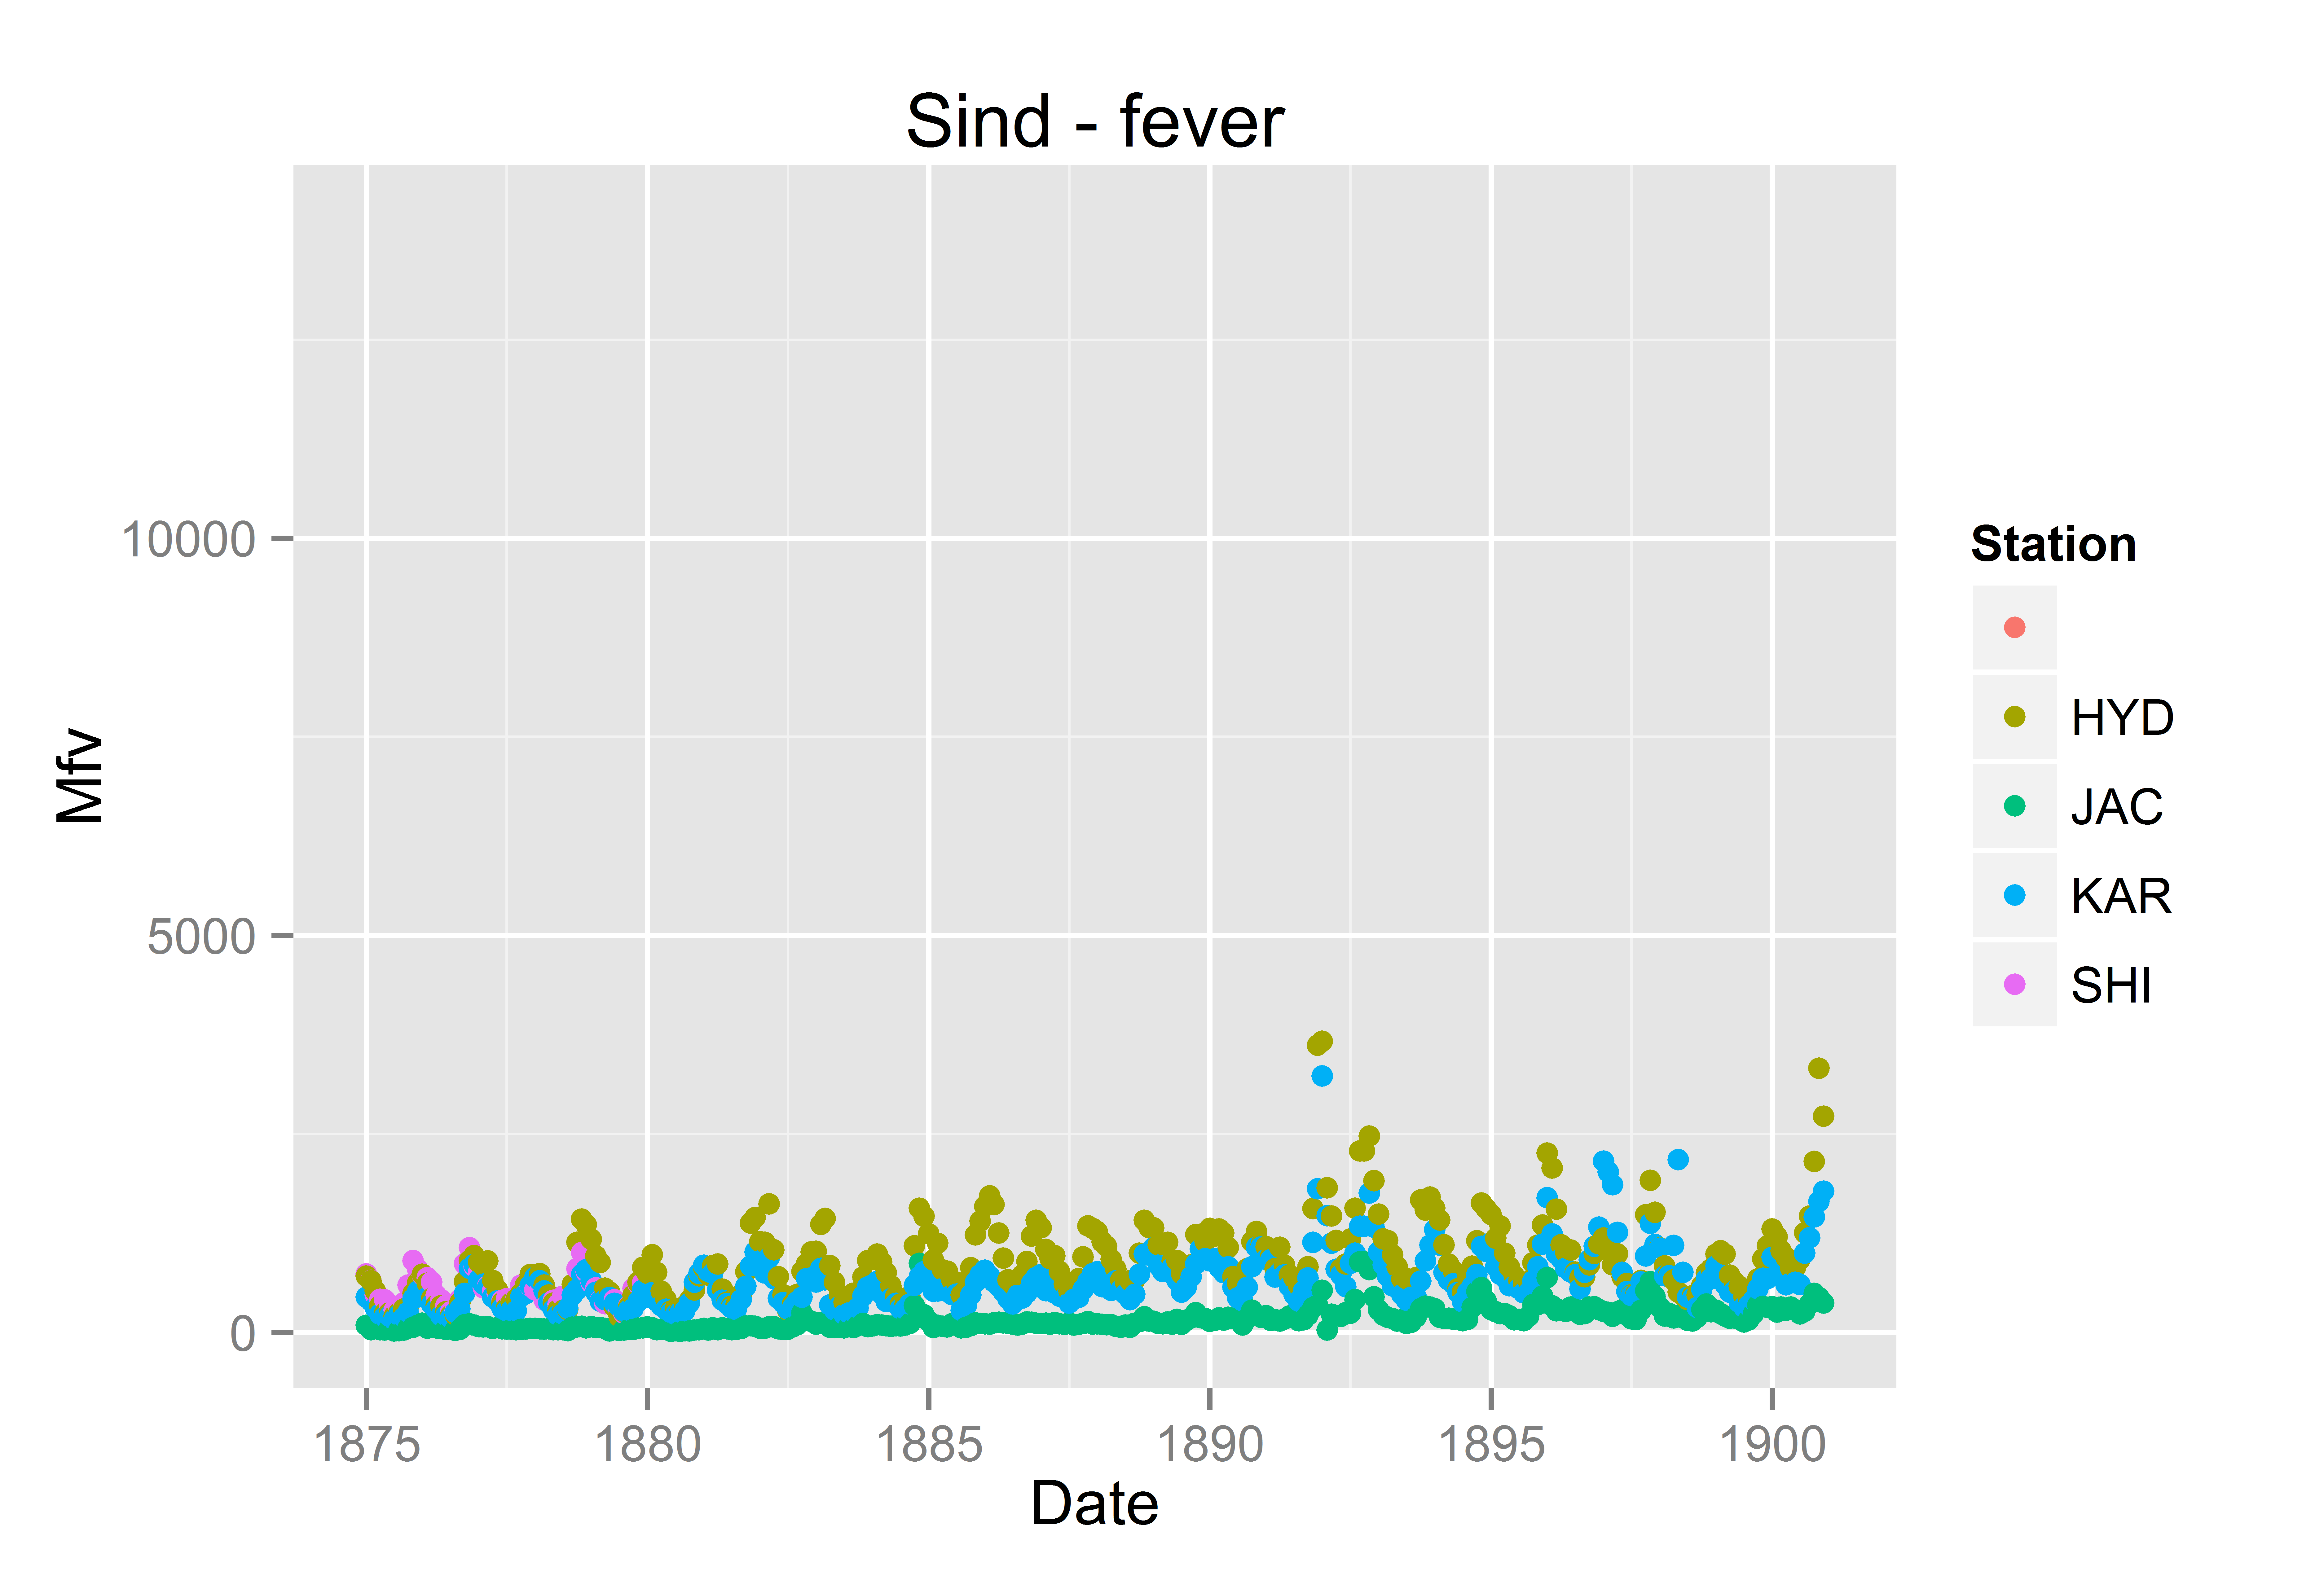 Sind - fever
Mfv
10000
5000
0
1875 1880 1885 1890 1895 1900
Date
Station
HYD
JAC
KAR
SHI